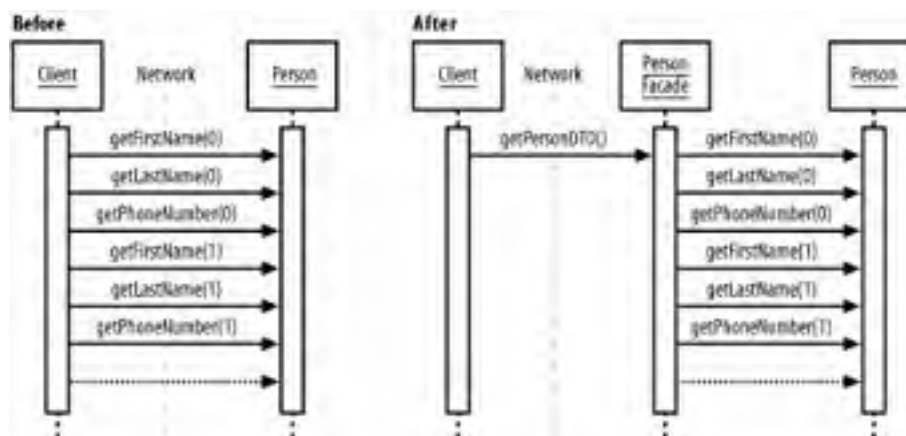 Before
Client Network Person
getFirstName(0)
getLastName(0)
getPhoneNumber(0)
getFirstName(1)
getLastName(1)
getPhoneNumber(1)
After
Client Network Person Facade Person
getPersonDTO()
getFirstName(0)
getLastName(0)
getPhoneNumber(0)
getFirstName(1)
getLastName(1)
getPhoneNumber(1)